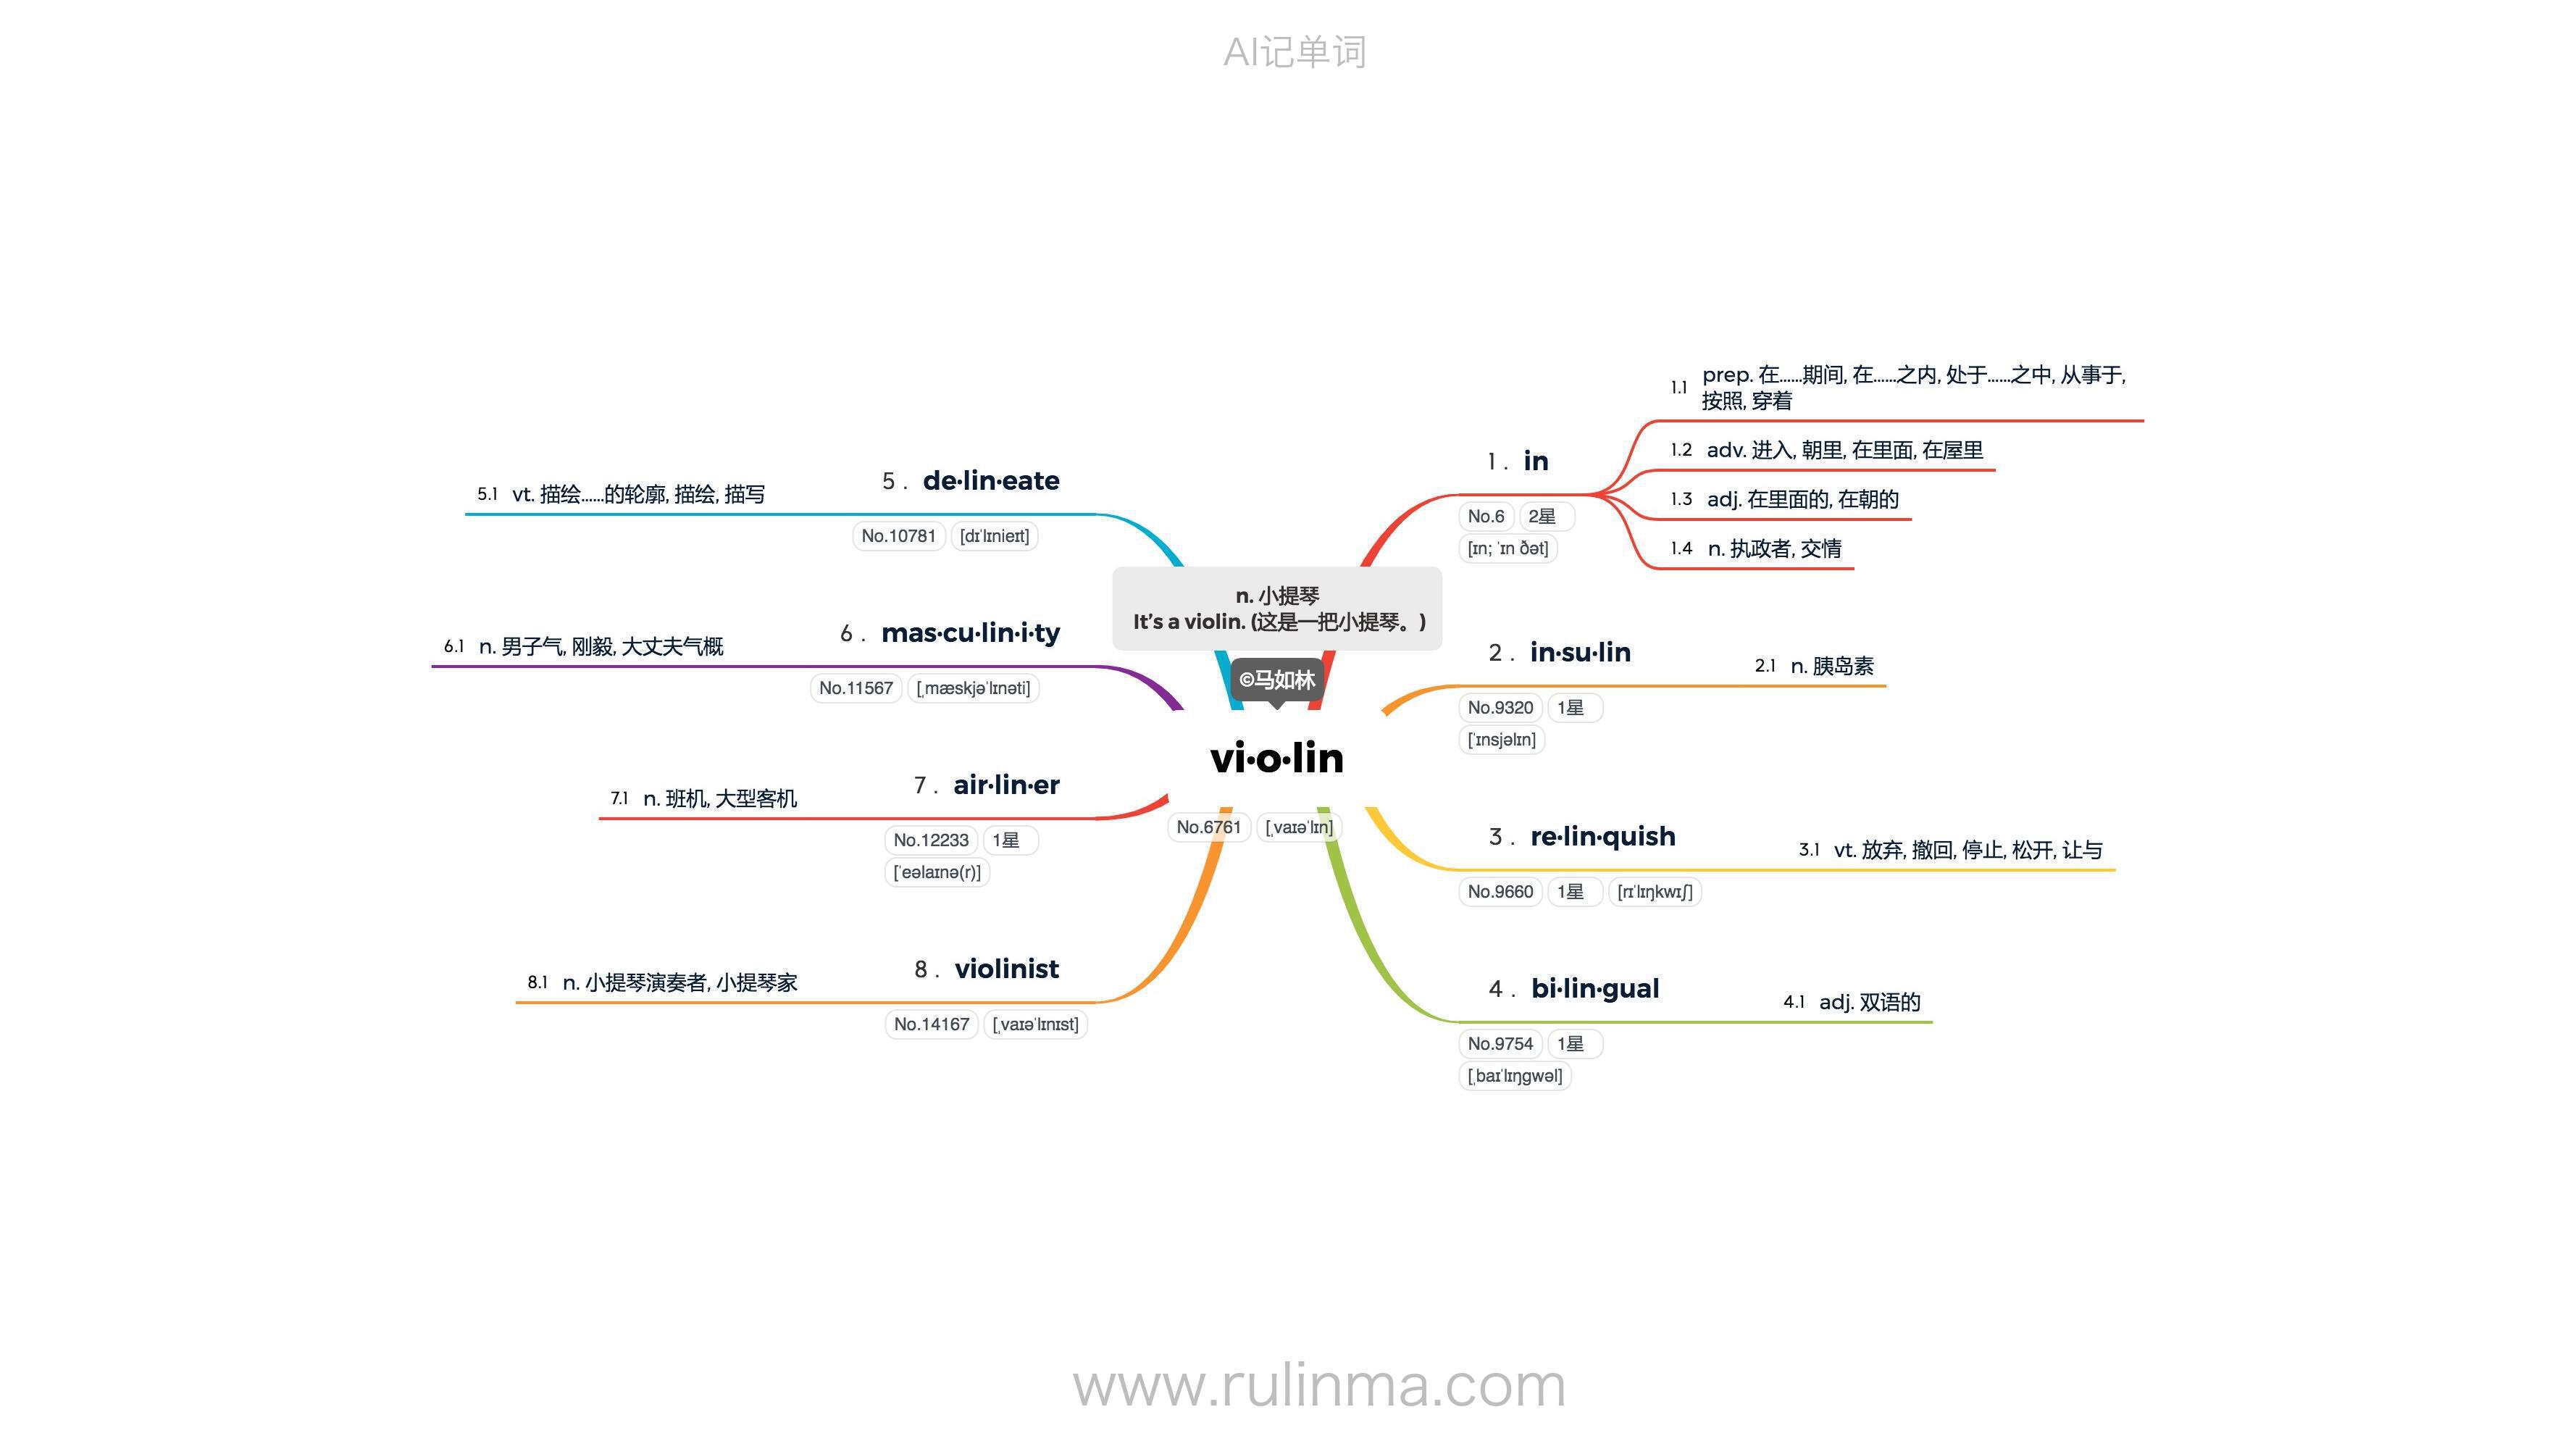 AI记单词
n. 小提琴
It's a violin. (这是一把小提琴。)
©马如林
vi·o·lin
No.6761 [ˌvaɪəˈlɪn]
1 . in
No.6 2星
[ɪn; ˈɪn ðət]
1.1 prep. 在……期间, 在……之内, 处于……之中, 从事于,
按照, 穿着
1.2 adv. 进入, 朝里, 在里面, 在屋里
1.3 adj. 在里面的, 在朝的
1.4 n. 执政者, 交情
2 . in·su·lin
2.1 n. 胰岛素
No.9320 1星
[ˈɪnsjəlɪn]
3 . re·lin·quish
3.1 vt. 放弃, 撤回, 停止, 松开, 让与
No.9660 1星 [rɪˈlɪŋkwɪʃ]
4 . bi·lin·gual
4.1 adj. 双语的
No.9754 1星
[ˌbaɪˈlɪŋgwəl]
5 . de·lin·eate
5.1 vt. 描绘……的轮廓, 描绘, 描写
No.10781 [dɪˈlɪnieɪt]
6 . mas·cu·lin·i·ty
6.1 n. 男子气, 刚毅, 大丈夫气概
No.11567 [ˌmæskjəˈlɪnəti]
7 . air·lin·er
7.1 n. 班机, 大型客机
No.12233 1星
[ˈeəlaɪnə(r)]
8 . violinist
8.1 n. 小提琴演奏者, 小提琴家
No.14167 [ˌvaɪəˈlɪnɪst]
www.rulinma.com